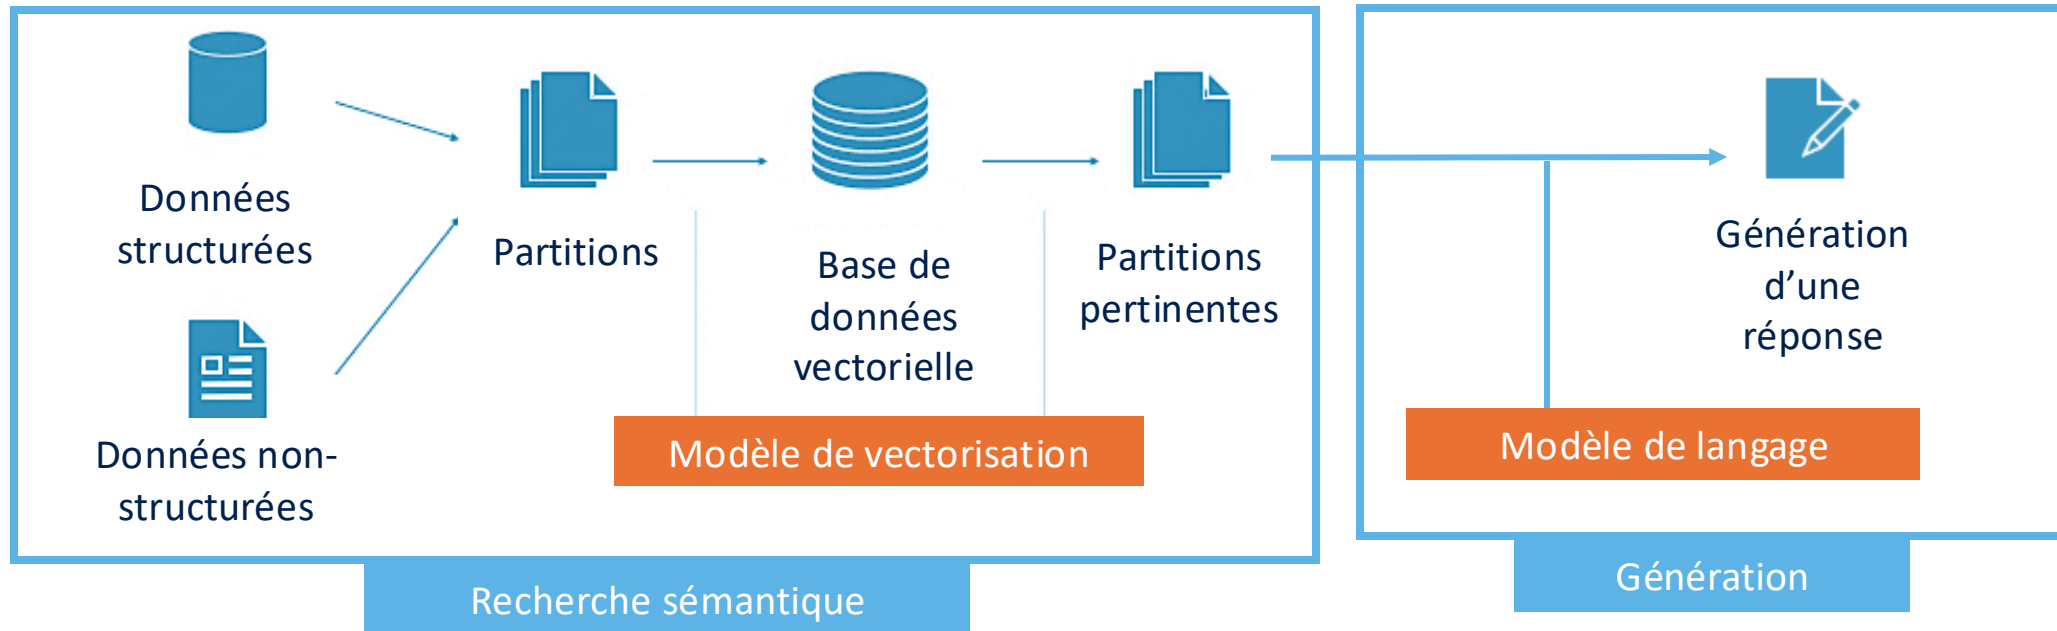 Données
structurées
Données non-
structurées
Partitions
Base de
données
vectorielle
Partitions
pertinentes
Modèle de vectorisation
Recherche sémantique
Génération
d’une
réponse
Modèle de langage
Génération